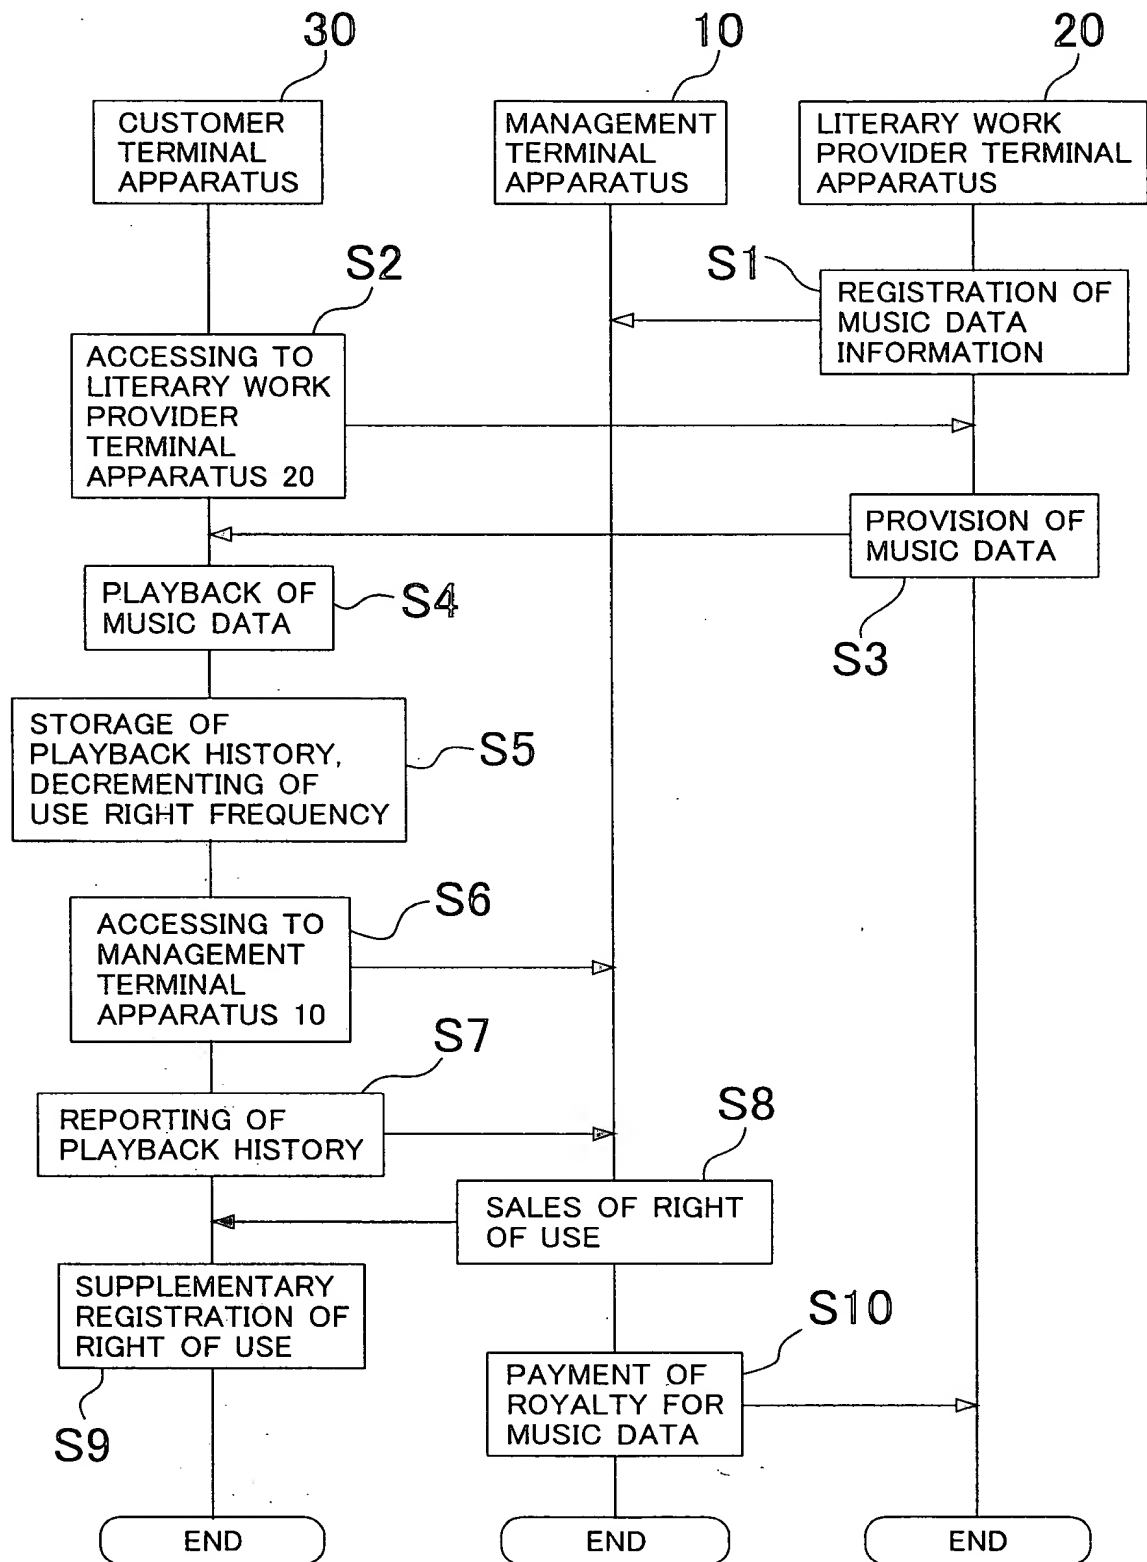 30
10
20
CUSTOMER
TERMINAL
APPARATUS
MANAGEMENT
TERMINAL
APPARATUS
LITERARY WORK
PROVIDER TERMINAL
APPARATUS
S1
REGISTRATION OF
MUSIC DATA
INFORMATION
S2
ACCESSING TO
LITERARY WORK
PROVIDER
TERMINAL
APPARATUS 20
PROVISION OF
MUSIC DATA
S3
PLAYBACK OF
MUSIC DATA
S4
STORAGE OF
PLAYBACK HISTORY,
DECREMENTING OF
USE RIGHT FREQUENCY
S5
ACCESSING TO
MANAGEMENT
TERMINAL
APPARATUS 10
S6
S7
REPORTING OF
PLAYBACK HISTORY
S8
SALES OF RIGHT
OF USE
SUPPLEMENTARY
REGISTRATION OF
RIGHT OF USE
S9
S10
PAYMENT OF
ROYALTY FOR
MUSIC DATA
END
END
END